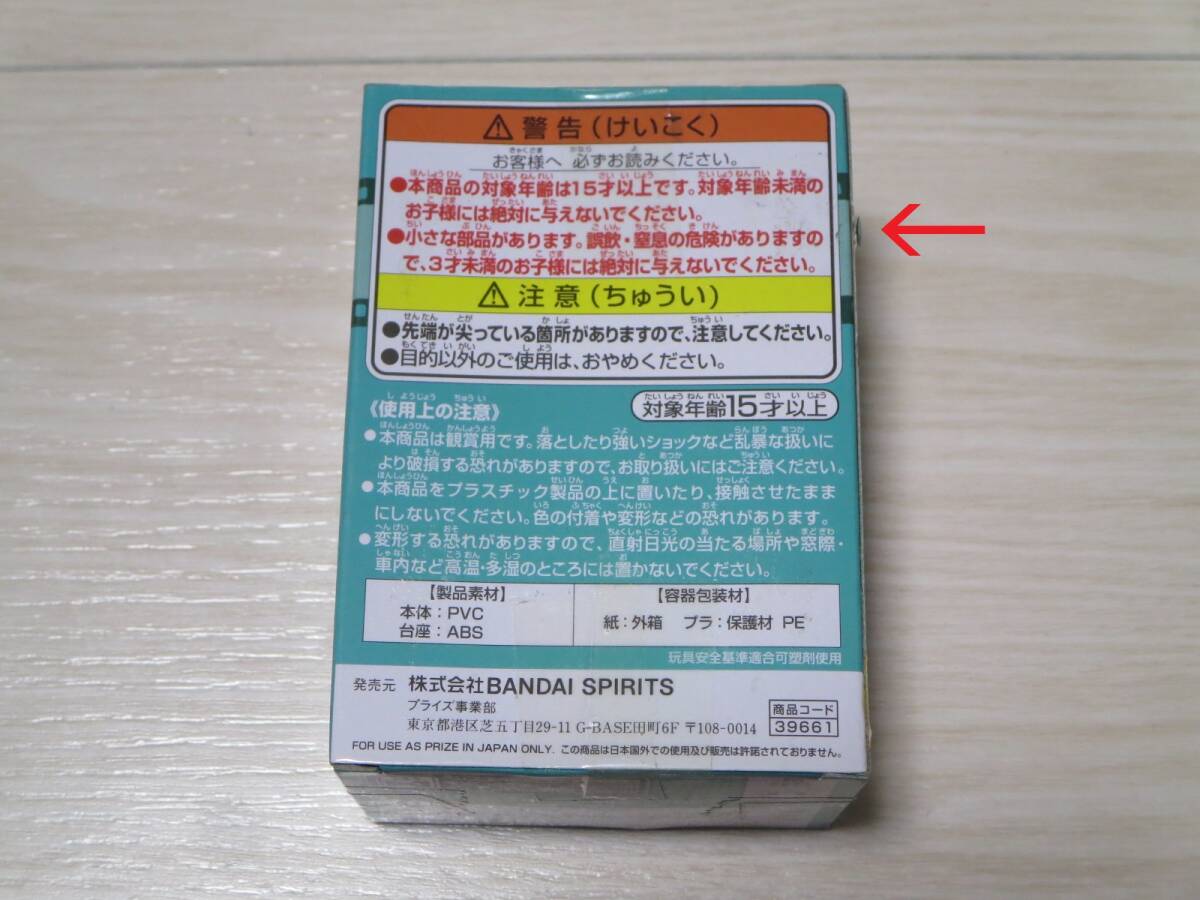 ⚠ 警告(けいこく)
お客様へ 必ずお読みください。
●本商品の対象年齢は15才以上です。対象年齢未満の
お子様には絶対に与えないでください。
●小さな部品があります。誤飲・窒息の危険がありますの
で、3才未満のお子様には絶対に与えないでください。
⚠ 注意(ちゅうい)
●先端が尖っている箇所がありますので、注意してください。
●目的以外のご使用は、おやめください。
《使用上の注意》
対象年齢15才以上
●本商品は観賞用です。落としたり強いショックなど乱暴な扱いに
より破損する恐れがありますので、お取り扱いにはご注意ください。
●本商品をプラスチック製品の上に置いたり、接触させたまま
にしないでください。色の付着や変形などの恐れがあります。
●変形する恐れがありますので、直射日光の当たる場所や窓際・
車内など高温・多湿のところには置かないでください。
【製品素材】
本体:PVC
台座:ABS
【容器包装材】
紙:外箱 プラ:保護材 PE
玩具安全基準適合可塑剤使用
発売元 株式会社BANDAI SPIRITS
プライズ事業部
東京都港区芝五丁目29-11 G-BASE田町6F 〒108-0014
商品コード
39661
FOR USE AS PRIZE IN JAPAN ONLY. この商品は日本国外での使用及び販売は許諾されておりません。